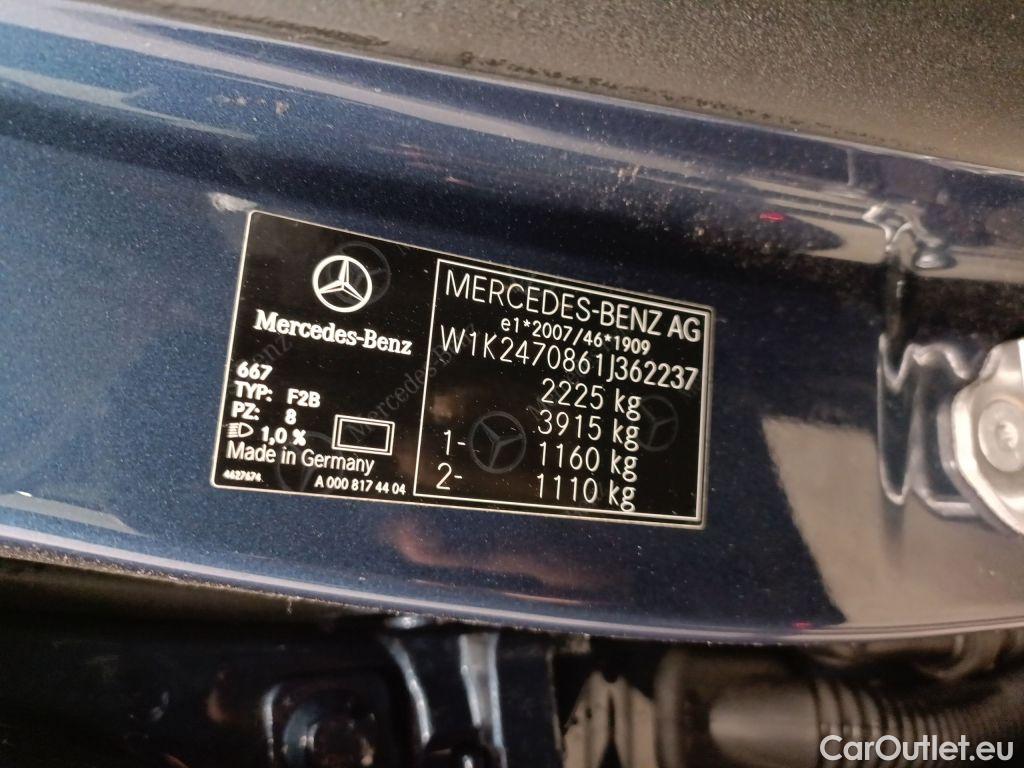 Mercedes-Benz
667
TYP: F2B
PZ: 8
1,0 %
Made in Germany
4627674
A 000 817 44 04
MERCEDES-BENZ AG
e1*2007/46*1909
W1K2470861J362237
2225 kg
3915 kg
1- 1160 kg
2- 1110 kg
CarOutlet.eu